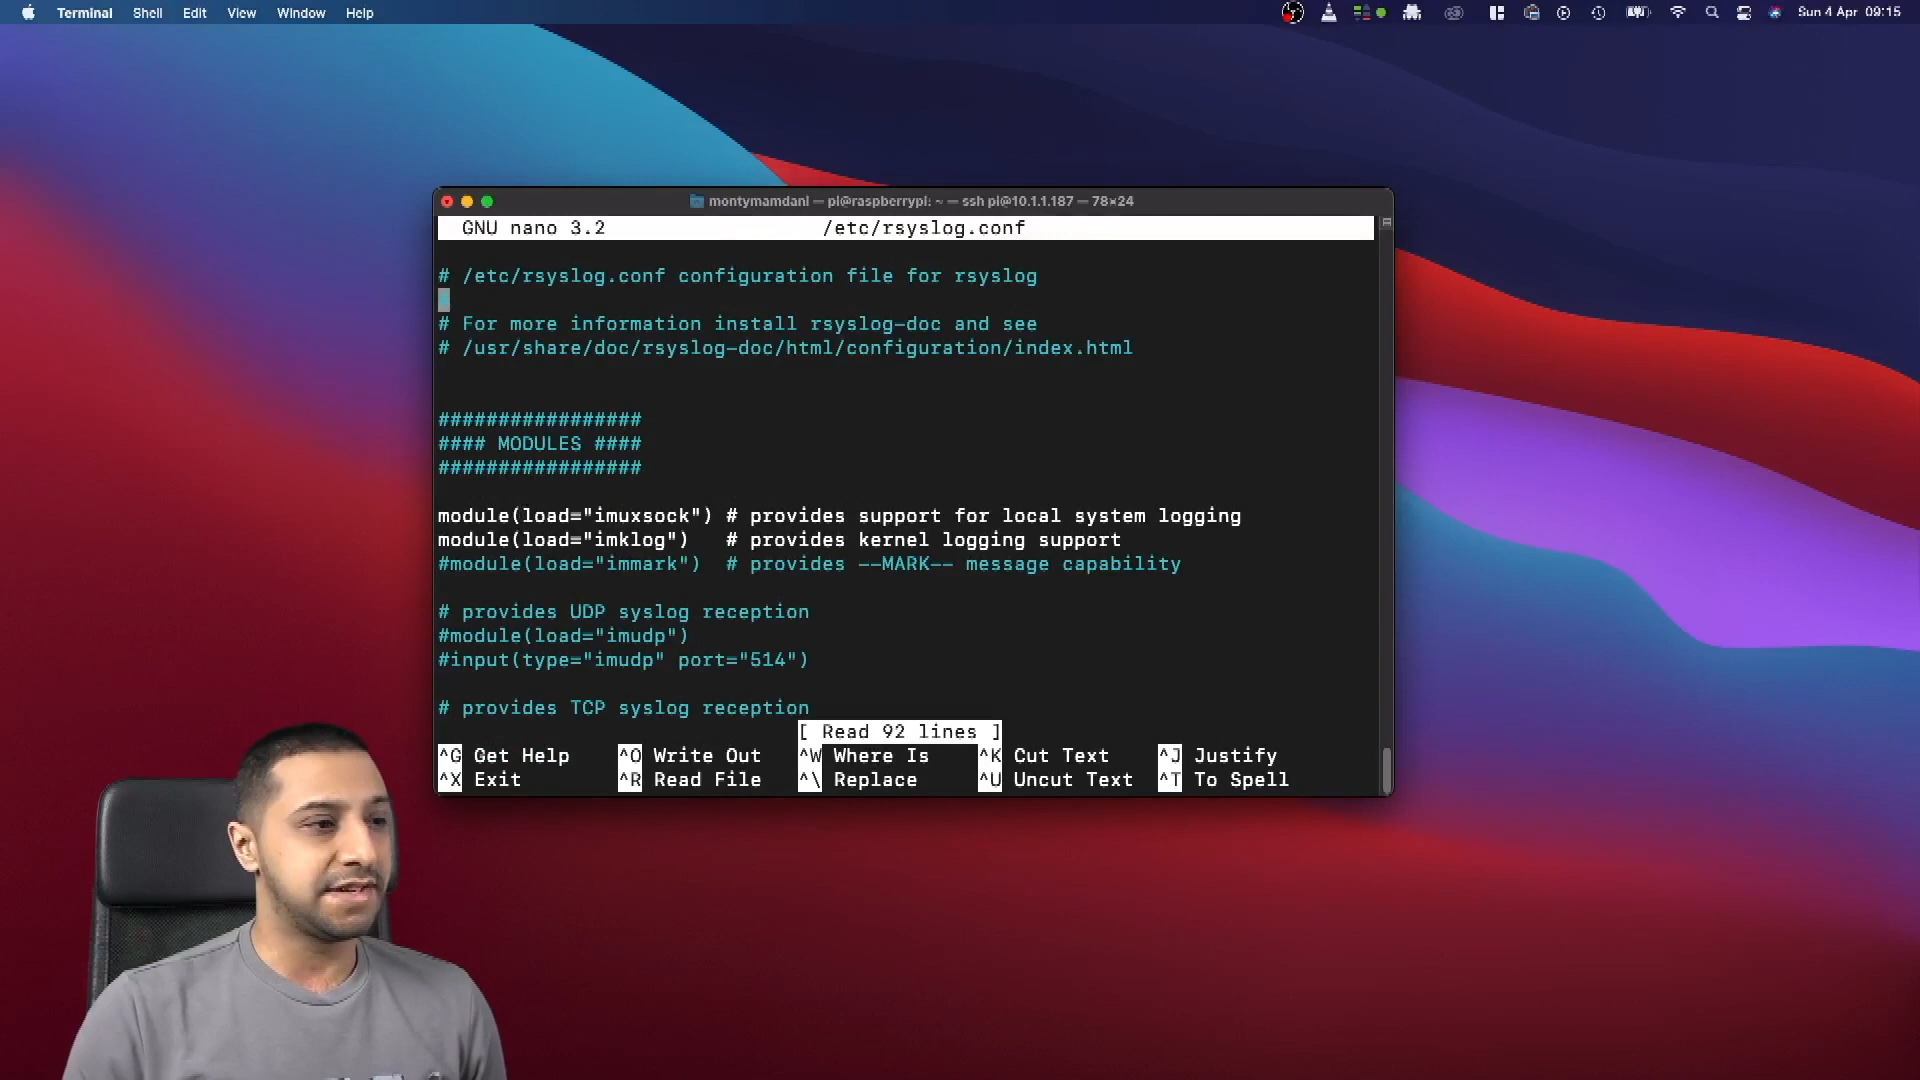 Terminal Shell Edit View Window Help Sun 4 Apr 09:15
montymamdani — pi@raspberrypi: ~ — ssh pi@10.1.1.187 — 78×24
GNU nano 3.2 /etc/rsyslog.conf
# /etc/rsyslog.conf configuration file for rsyslog
#
# For more information install rsyslog-doc and see
# /usr/share/doc/rsyslog-doc/html/configuration/index.html
#################
#### MODULES ####
#################
module(load="imuxsock") # provides support for local system logging
module(load="imklog") # provides kernel logging support
#module(load="immark") # provides --MARK-- message capability
# provides UDP syslog reception
#module(load="imudp")
#input(type="imudp" port="514")
# provides TCP syslog reception
[ Read 92 lines ]
^G Get Help ^O Write Out ^W Where Is ^K Cut Text ^J Justify
^X Exit ^R Read File ^\ Replace ^U Uncut Text ^T To Spell